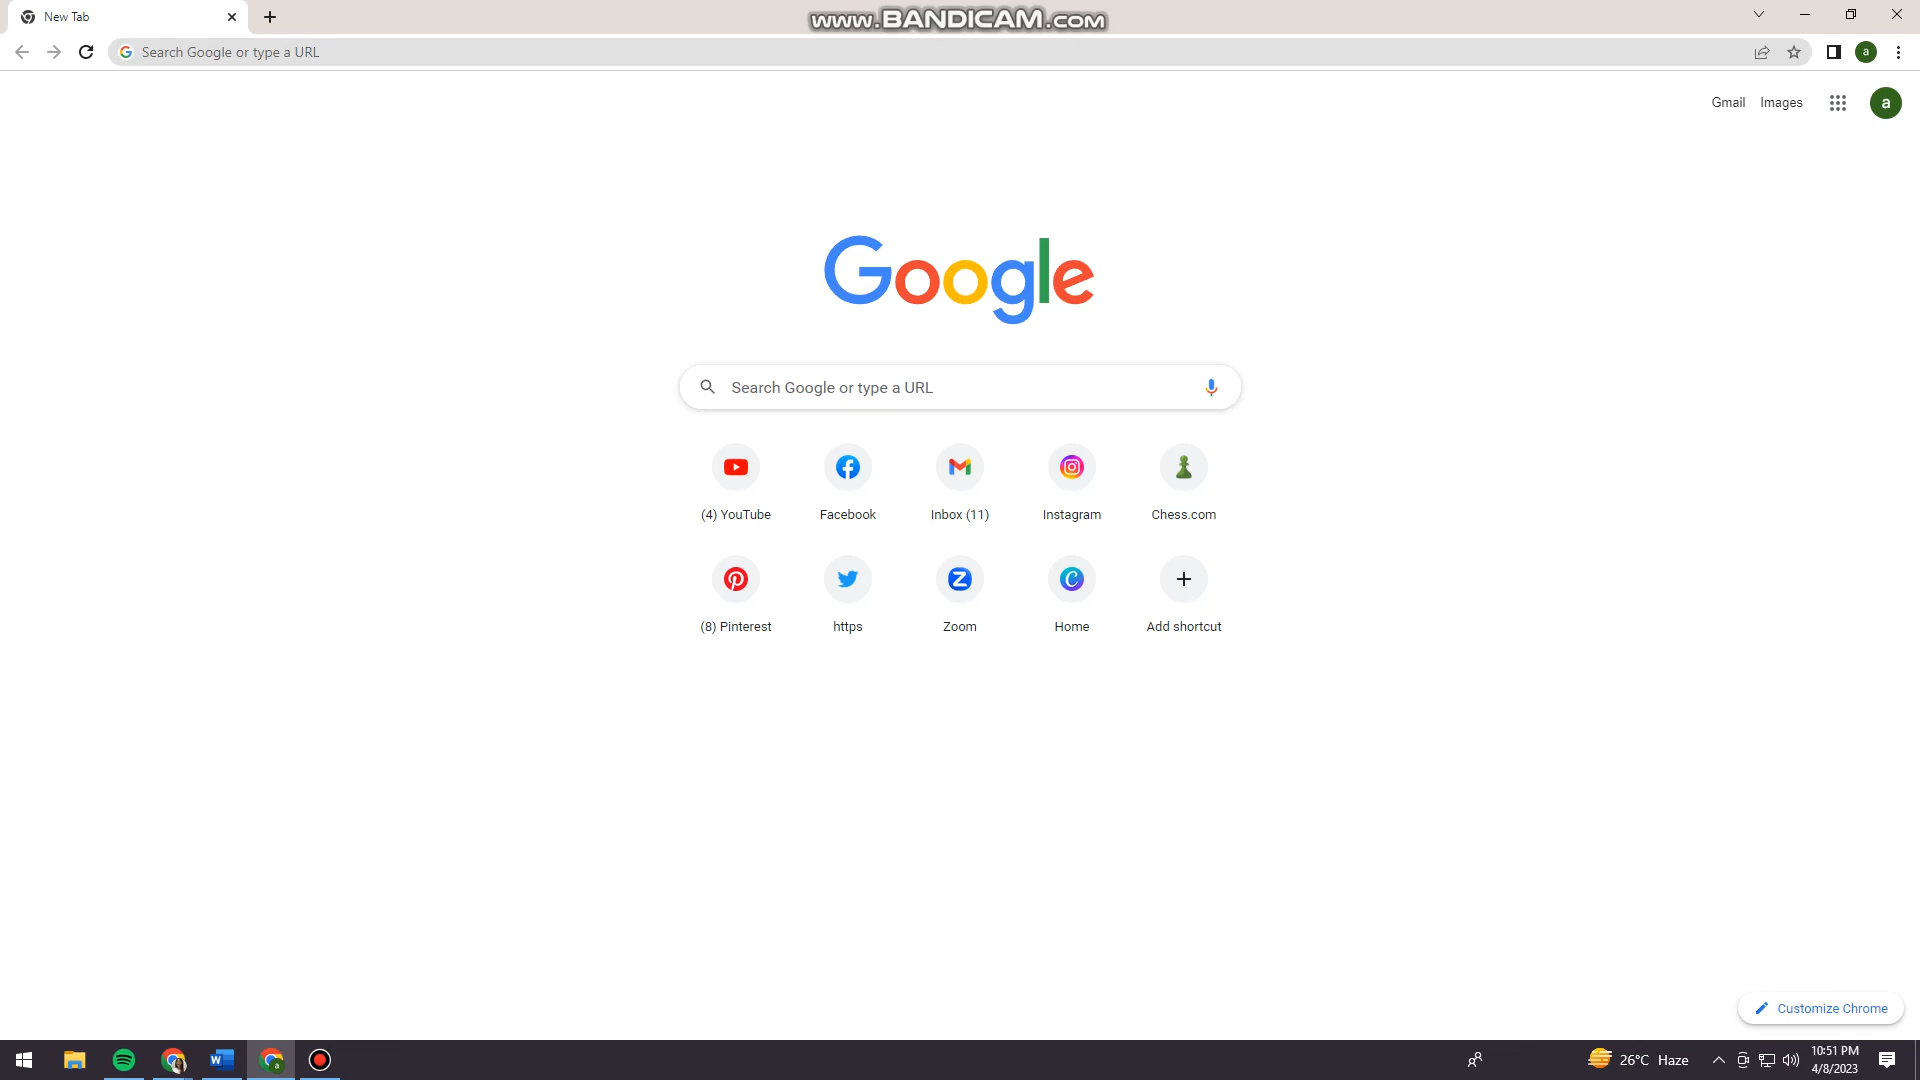 New Tab
www.BANDICAM.com
Search Google or type a URL
a
Gmail Images
a
Google
Search Google or type a URL
(4) YouTube Facebook Inbox (11) Instagram Chess.com
(8) Pinterest https Zoom Home Add shortcut
Customize Chrome
26°C Haze
10:51 PM
4/8/2023